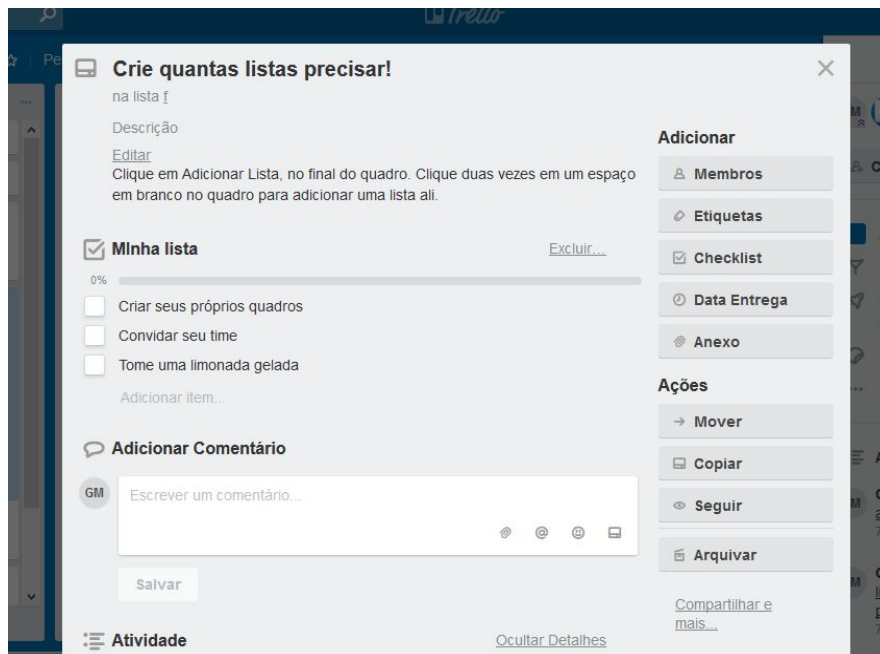 Trello
Pe
Crie quantas listas precisar!
na lista f
Descrição
Editar
Clique em Adicionar Lista, no final do quadro. Clique duas vezes em um espaço
em branco no quadro para adicionar uma lista ali.
MInha lista
Excluir...
0%
Criar seus próprios quadros
Convidar seu time
Tome uma limonada gelada
Adicionar item...
Adicionar Comentário
GM
Escrever um comentário...
Salvar
Atividade
Ocultar Detalhes
Adicionar
Membros
Etiquetas
Checklist
Data Entrega
Anexo
Ações
Mover
Copiar
Seguir
Arquivar
Compartilhar e
mais...